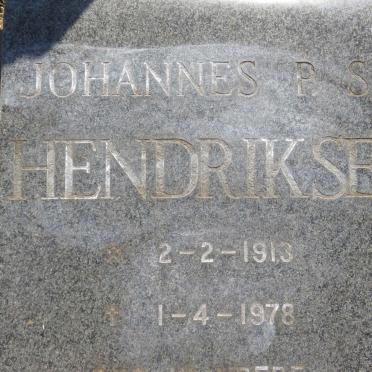 JOHANNES P. S
HENDRIKSE
2-2-1913
1-4-1978